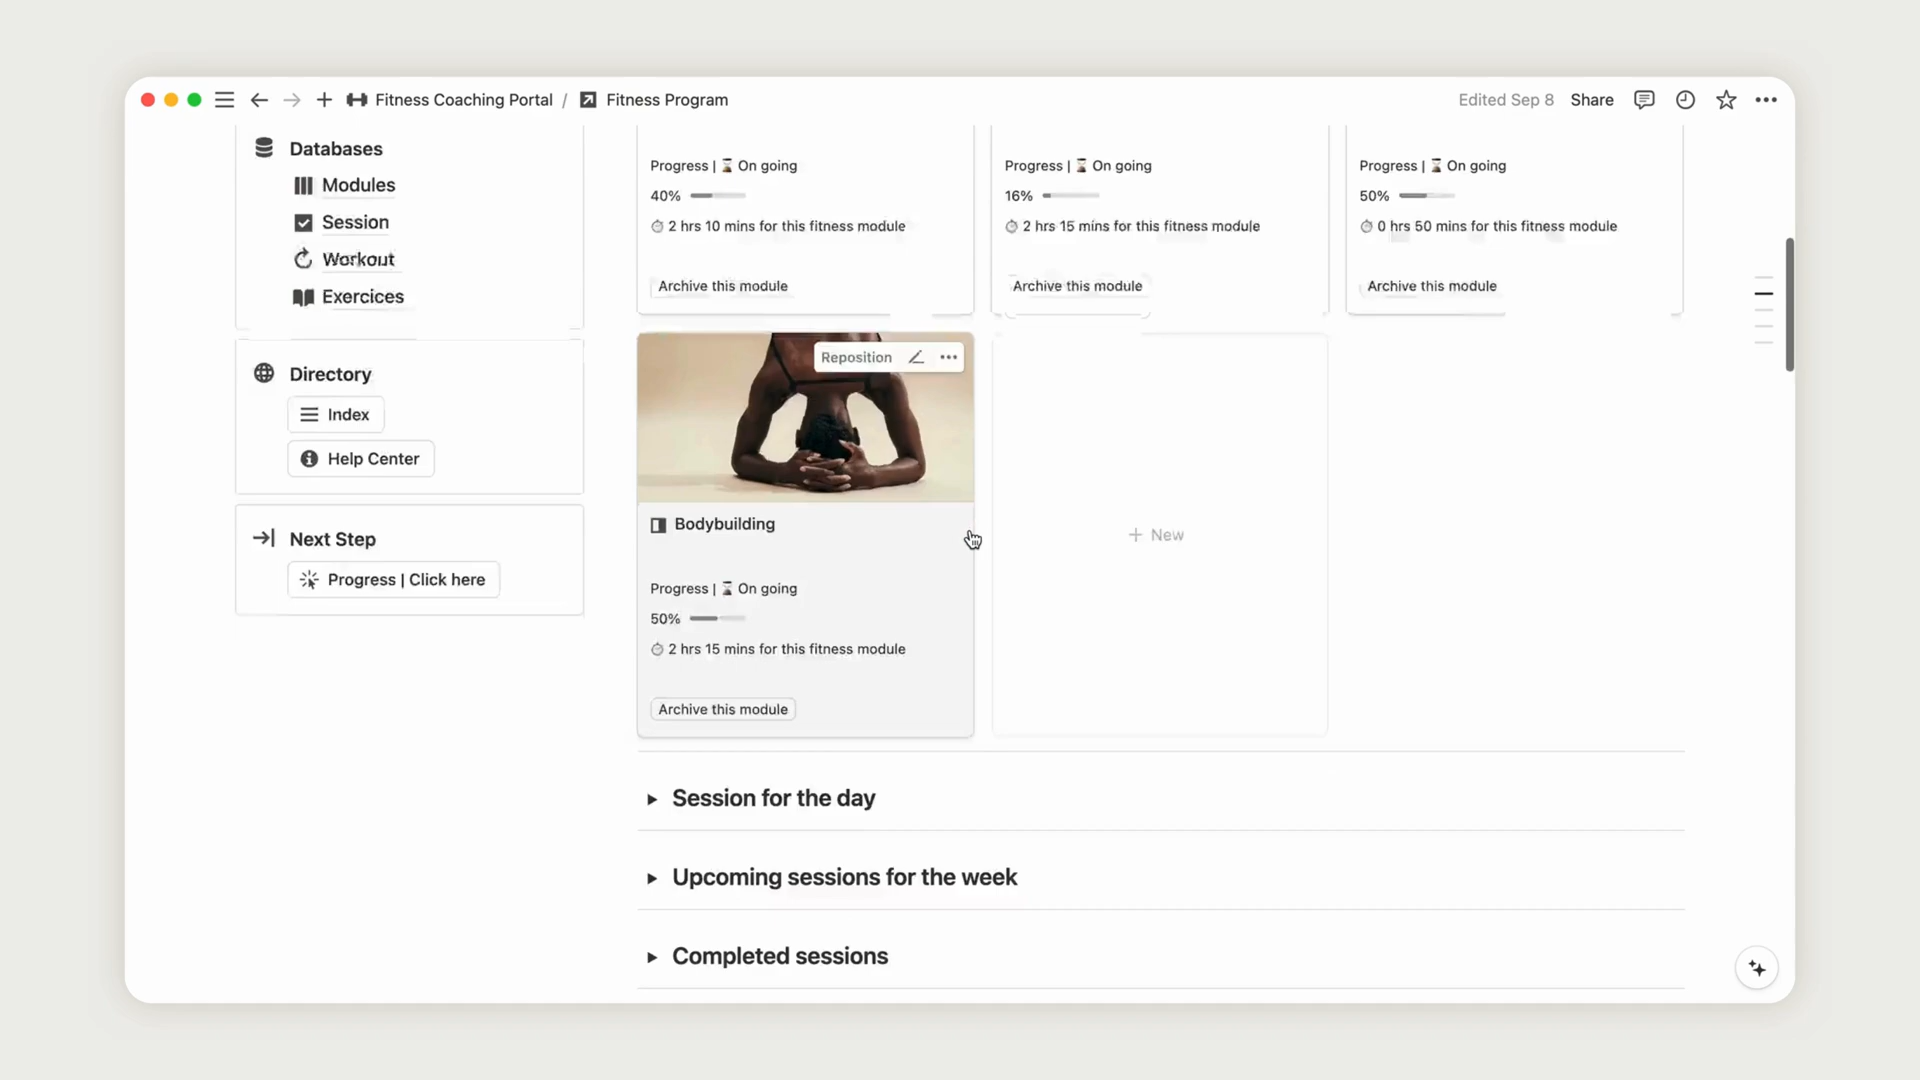 Fitness Coaching Portal / Fitness Program
Edited Sep 8 Share
Databases
Modules
Session
Workout
Exercices
Directory
Index
Help Center
Next Step
Progress | Click here
Progress | ⌛ On going
40%
⏱ 2 hrs 10 mins for this fitness module
Archive this module
Progress | ⌛ On going
16%
⏱ 2 hrs 15 mins for this fitness module
Archive this module
Progress | ⌛ On going
50%
⏱ 0 hrs 50 mins for this fitness module
Archive this module
Reposition
Bodybuilding
Progress | ⌛ On going
50%
⏱ 2 hrs 15 mins for this fitness module
Archive this module
+ New
Session for the day
Upcoming sessions for the week
Completed sessions